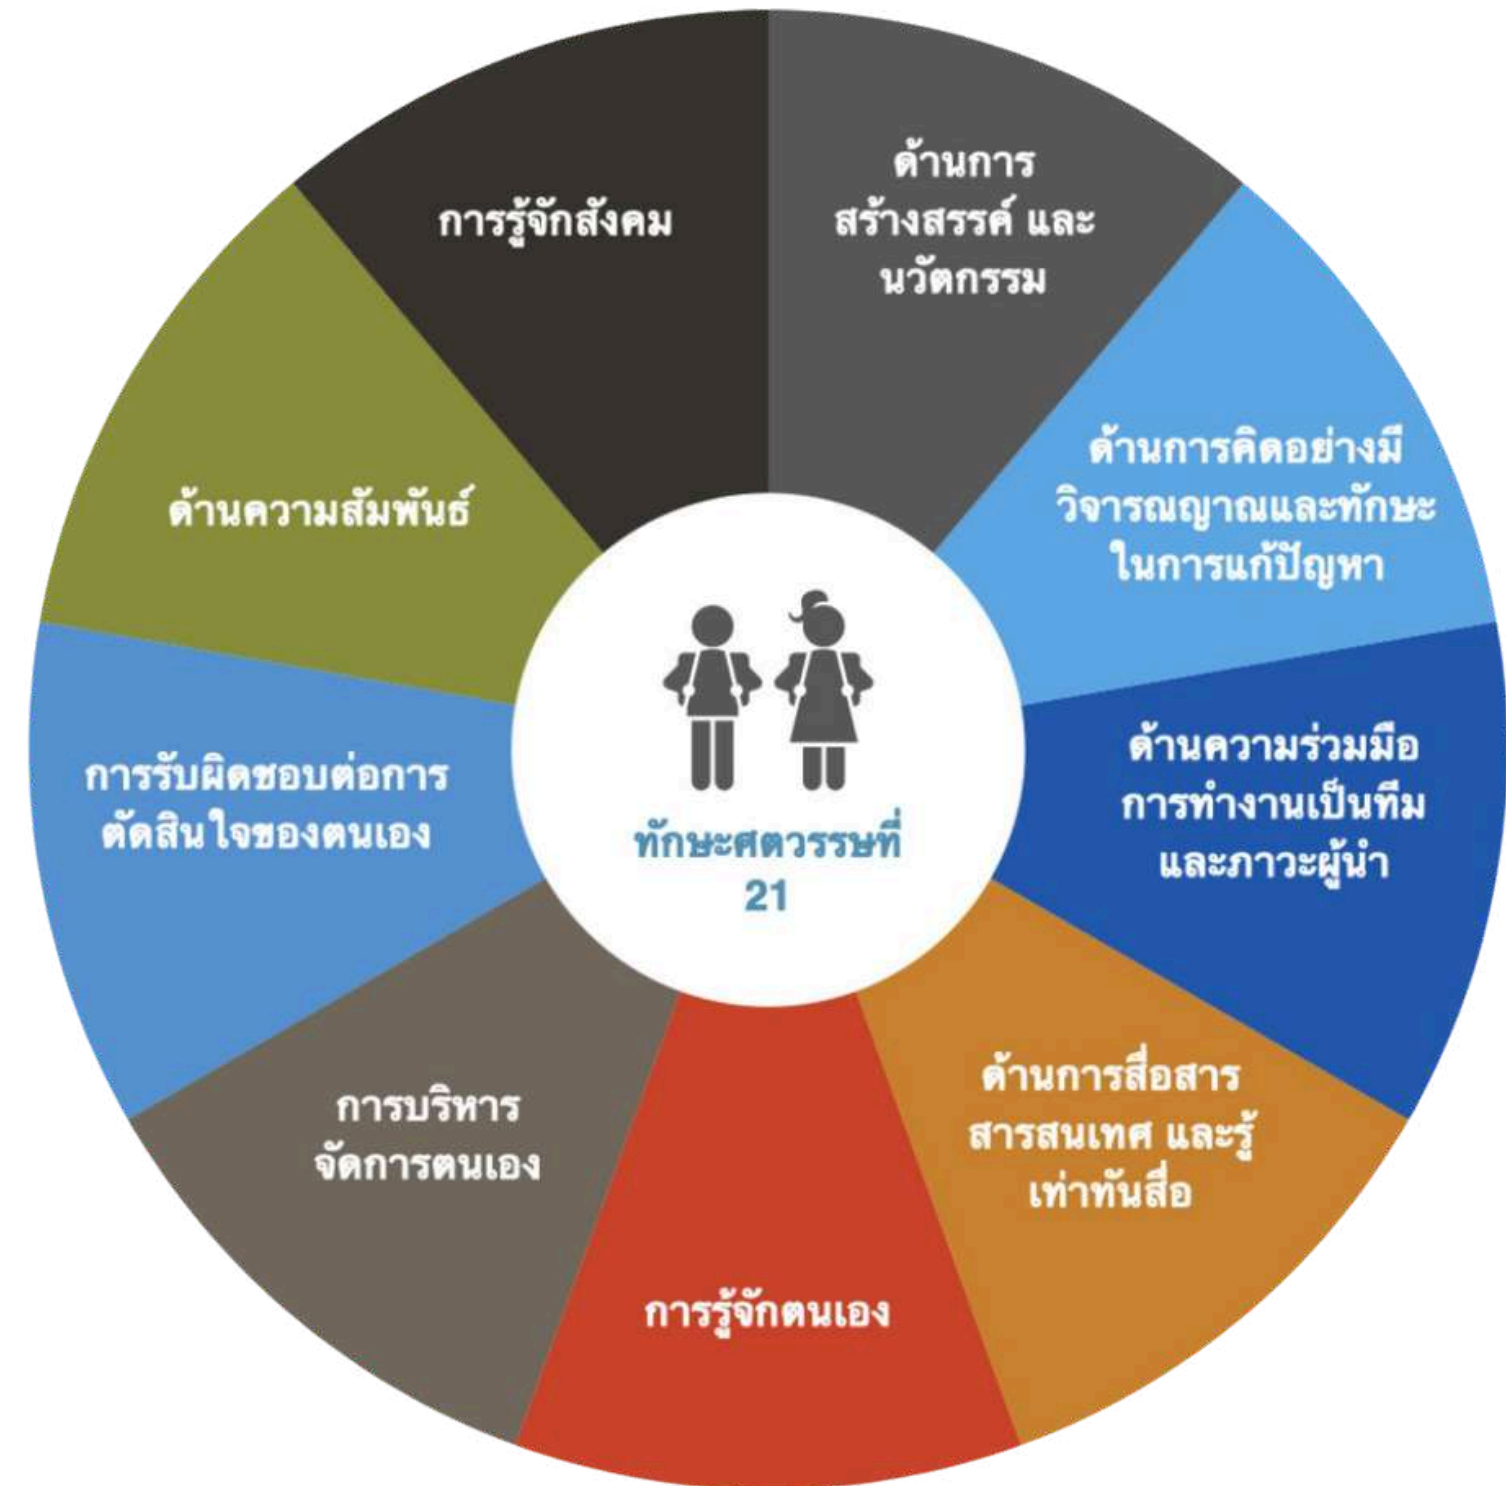 ด้านการ
สร้างสรรค์ และ
นวัตกรรม
ด้านการคิดอย่างมี
วิจารณญาณและทักษะ
ในการแก้ปัญหา
ด้านความร่วมมือ
การทำงานเป็นทีม
และภาวะผู้นำ
ด้านการสื่อสาร
สารสนเทศ และรู้
เท่าทันสื่อ
การรู้จักตนเอง
การบริหาร
จัดการตนเอง
การรับผิดชอบต่อการ
ตัดสินใจของตนเอง
ด้านความสัมพันธ์
การรู้จักสังคม
ทักษะศตวรรษที่
21